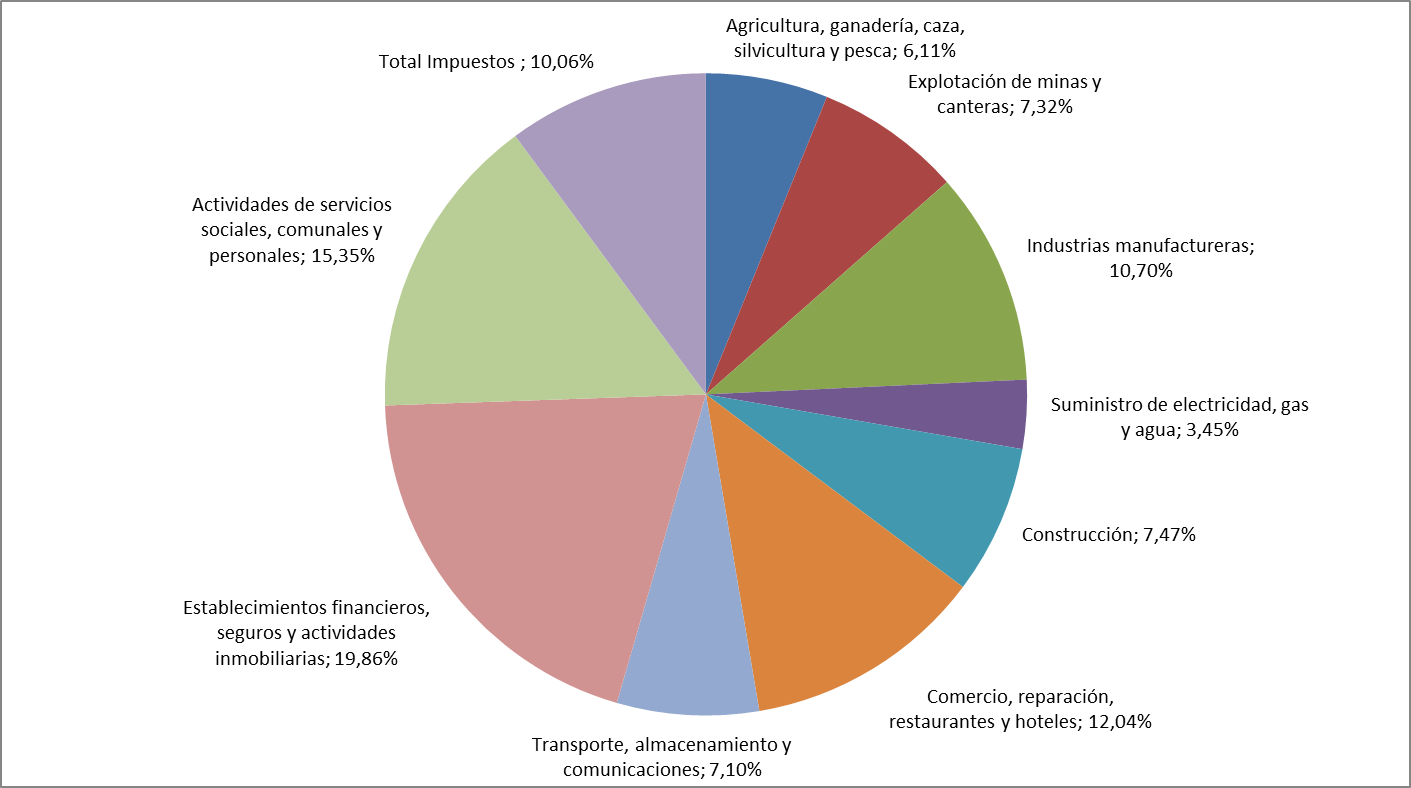 Agricultura, ganadería, caza,
silvicultura y pesca; 6,11%
Explotación de minas y
canteras; 7,32%
Industrias manufactureras;
10,70%
Suministro de electricidad, gas
y agua; 3,45%
Construcción; 7,47%
Comercio, reparación,
restaurantes y hoteles; 12,04%
Transporte, almacenamiento y
comunicaciones; 7,10%
Establecimientos financieros,
seguros y actividades
inmobiliarias; 19,86%
Actividades de servicios
sociales, comunales y
personales; 15,35%
Total Impuestos ; 10,06%